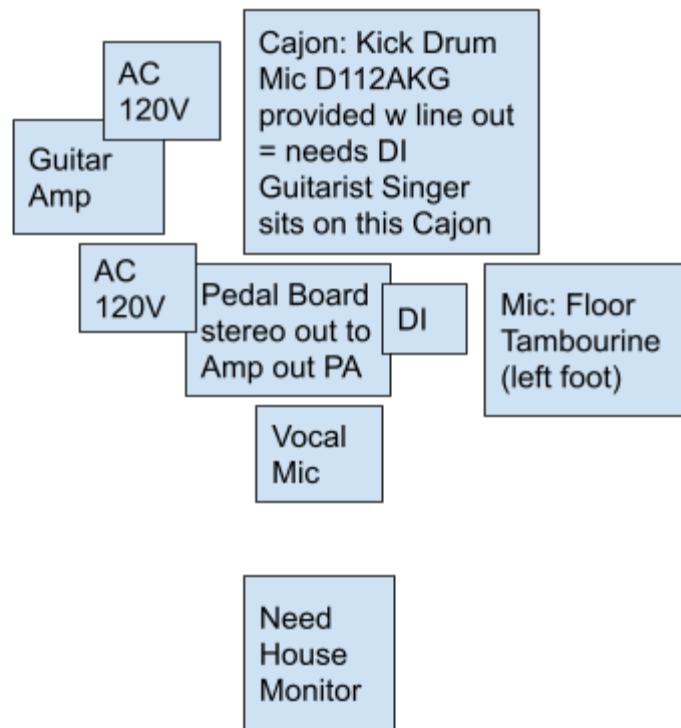 AC
120V
Cajon: Kick Drum
Mic D112AKG
provided w line out
= needs DI
Guitarist Singer
sits on this Cajon
Guitar
Amp
AC
120V
Pedal Board
stereo out to
Amp out PA
DI
Mic: Floor
Tambourine
(left foot)
Vocal
Mic
Need
House
Monitor